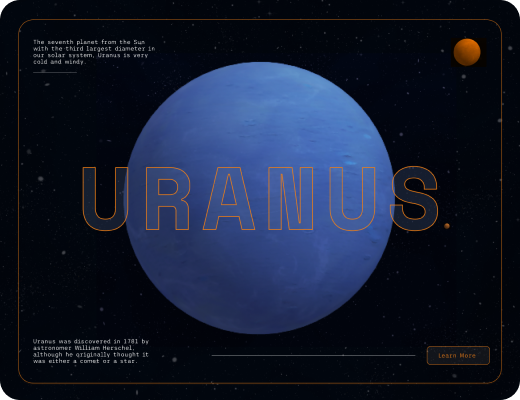 The seventh planet from the Sun
with the third largest diameter in
our solar system, Uranus is very
cold and windy.
URANUS.
Uranus was discovered in 1781 by
astronomer William Herschel,
although he originally thought it
was either a comet or a star.
Learn More